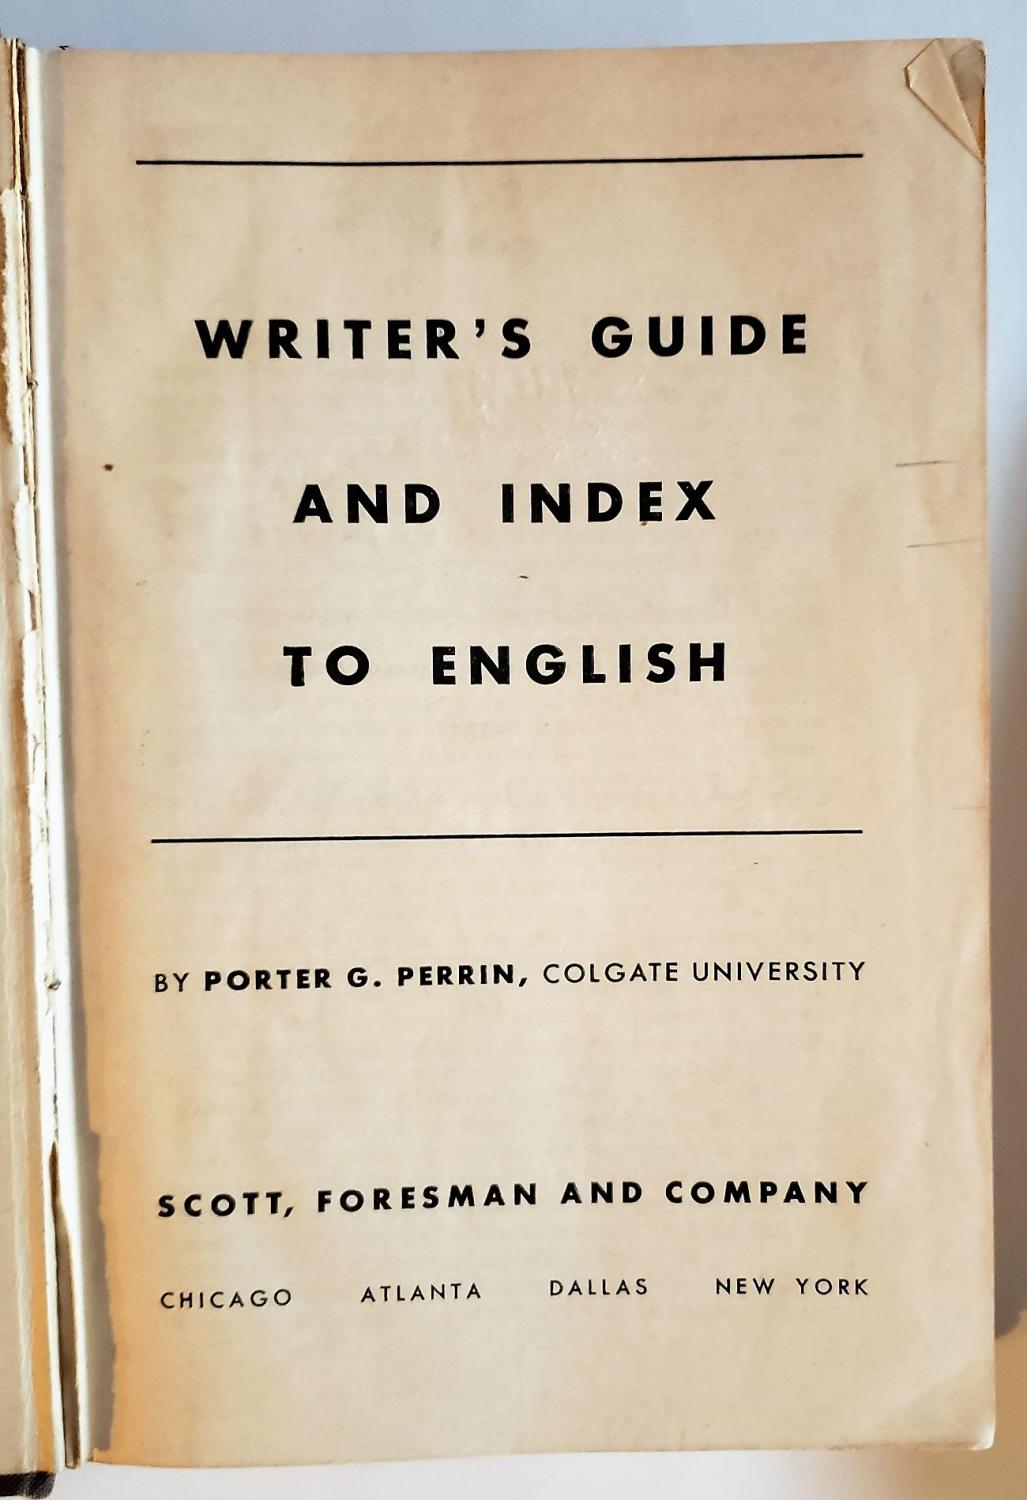 WRITER'S GUIDE
AND INDEX
TO ENGLISH
BY PORTER G. PERRIN, COLGATE UNIVERSITY
SCOTT, FORESMAN AND COMPANY
CHICAGO ATLANTA DALLAS NEW YORK